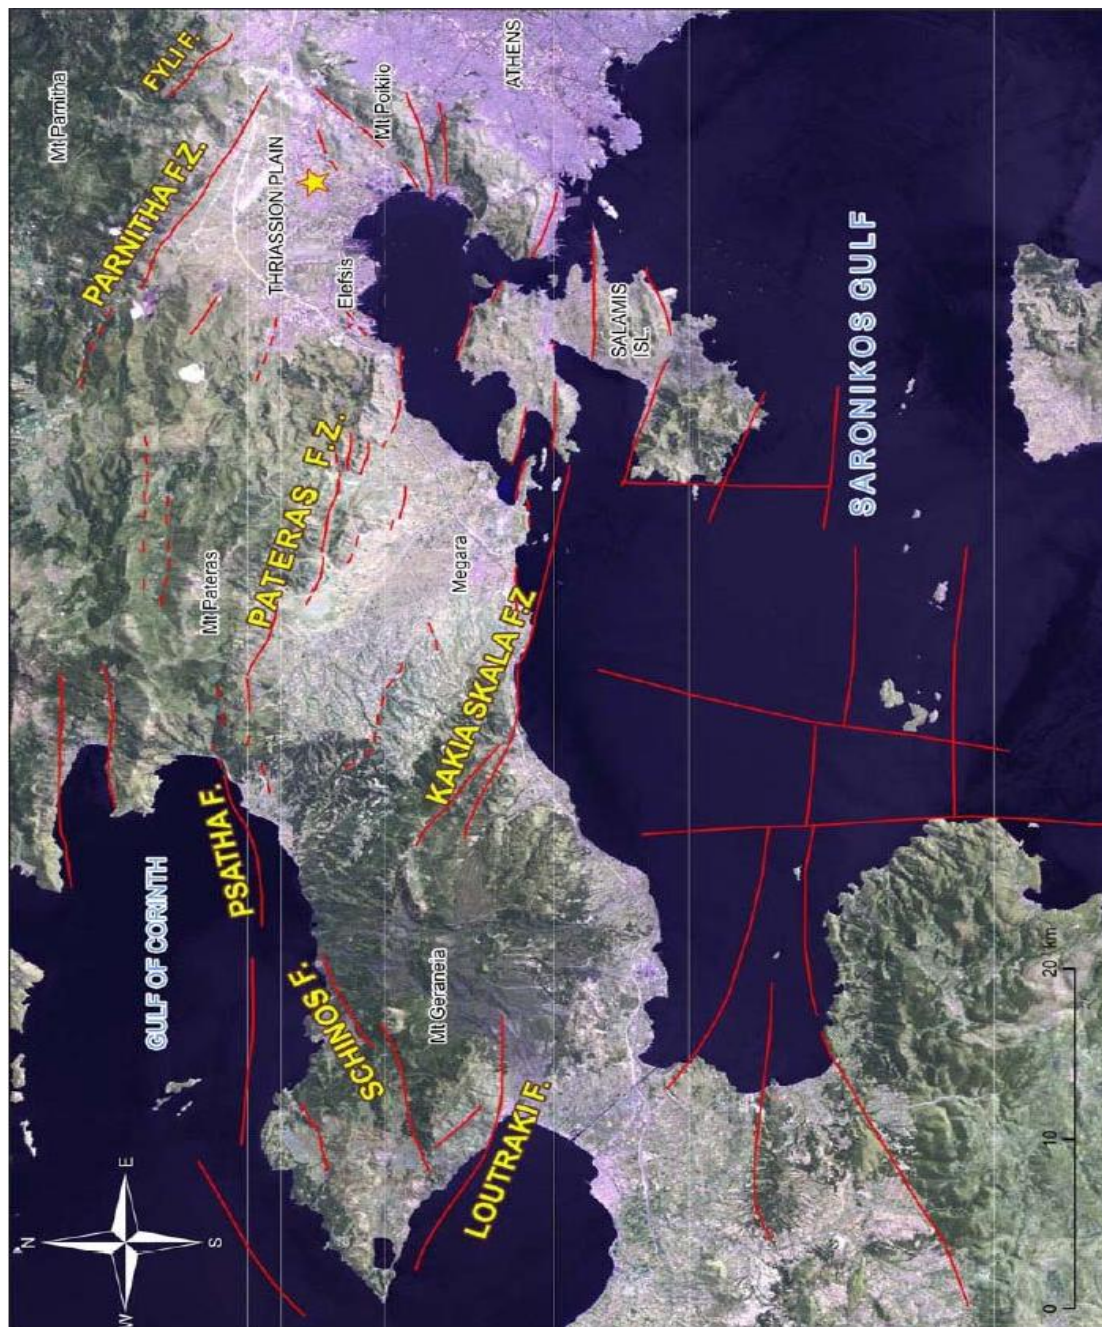 FYLI F.
Mt Parnitha
PARNITHA F.Z.
THRIASSION PLAIN
Mt Poikilo
ATHENS
Elefsis
SALAMIS
ISL.
SARONIKOS GULF
PATERAS F.Z.
Mt Pateras
Megara
KAKIA SKALA F.Z
PSATHA F.
GULF OF CORINTH
SCHINOS F.
Mt Geraneia
LOUTRAKI F.
N
E
S
W
0
10
20 km